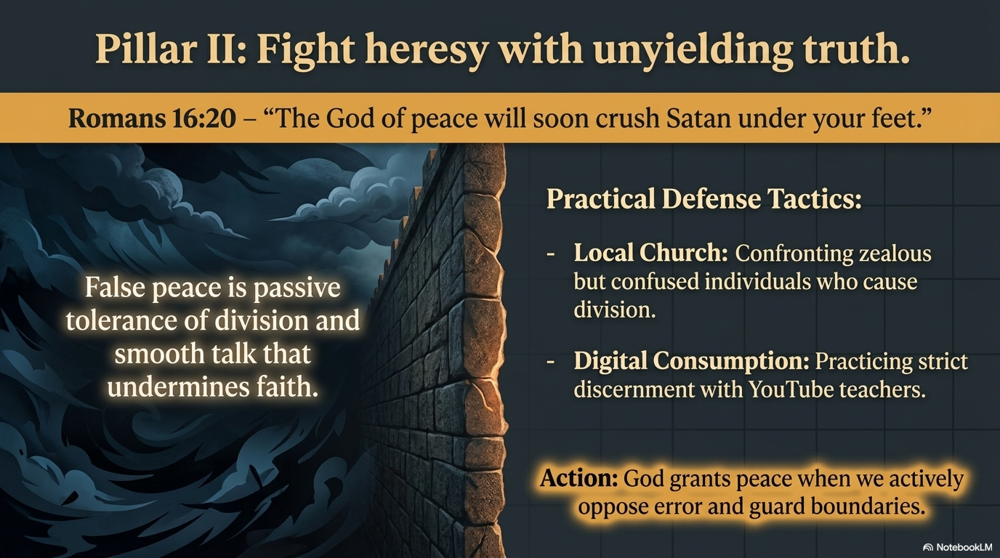 Pillar II: Fight heresy with unyielding truth.
Romans 16:20 – “The God of peace will soon crush Satan under your feet.”
False peace is passive
tolerance of division and
smooth talk that
undermines faith.
Practical Defense Tactics:
- Local Church: Confronting zealous
but confused individuals who cause
division.
- Digital Consumption: Practicing strict
discernment with YouTube teachers.
Action: God grants peace when we actively
oppose error and guard boundaries.
NotebookLM